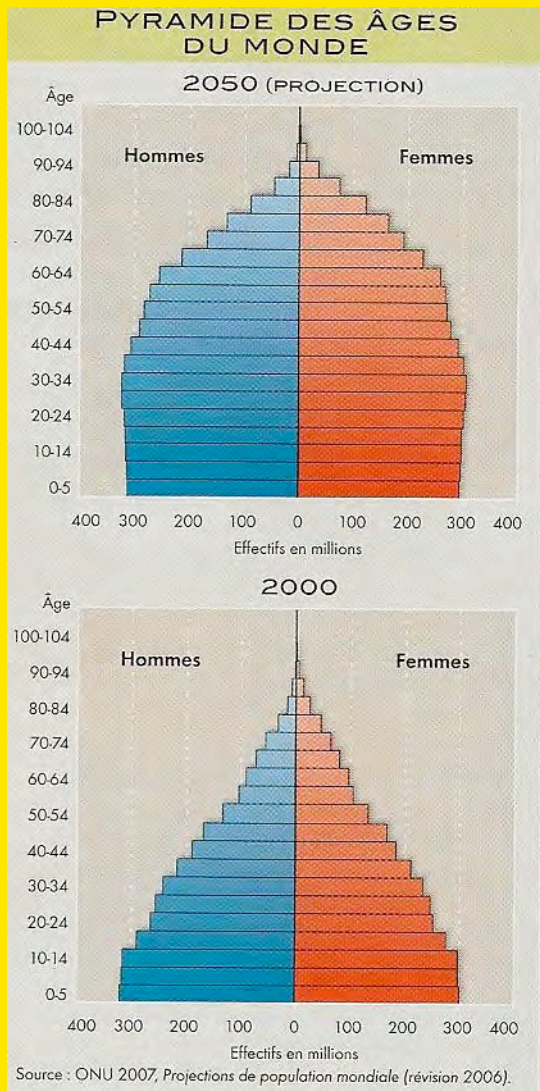 PYRAMIDE DES ÂGES
DU MONDE
2050 (PROJECTION)
Âge
100-104
Hommes
Femmes
90-94
80-84
70-74
60-64
50-54
40-44
30-34
20-24
10-14
0-5
400 300 200 100 0 100 200 300 400
Effectifs en millions
2000
Âge
100-104
Hommes
Femmes
90-94
80-84
70-74
60-64
50-54
40-44
30-34
20-24
10-14
0-5
400 300 200 100 0 100 200 300 400
Effectifs en millions
Source : ONU 2007, Projections de population mondiale (révision 2006).